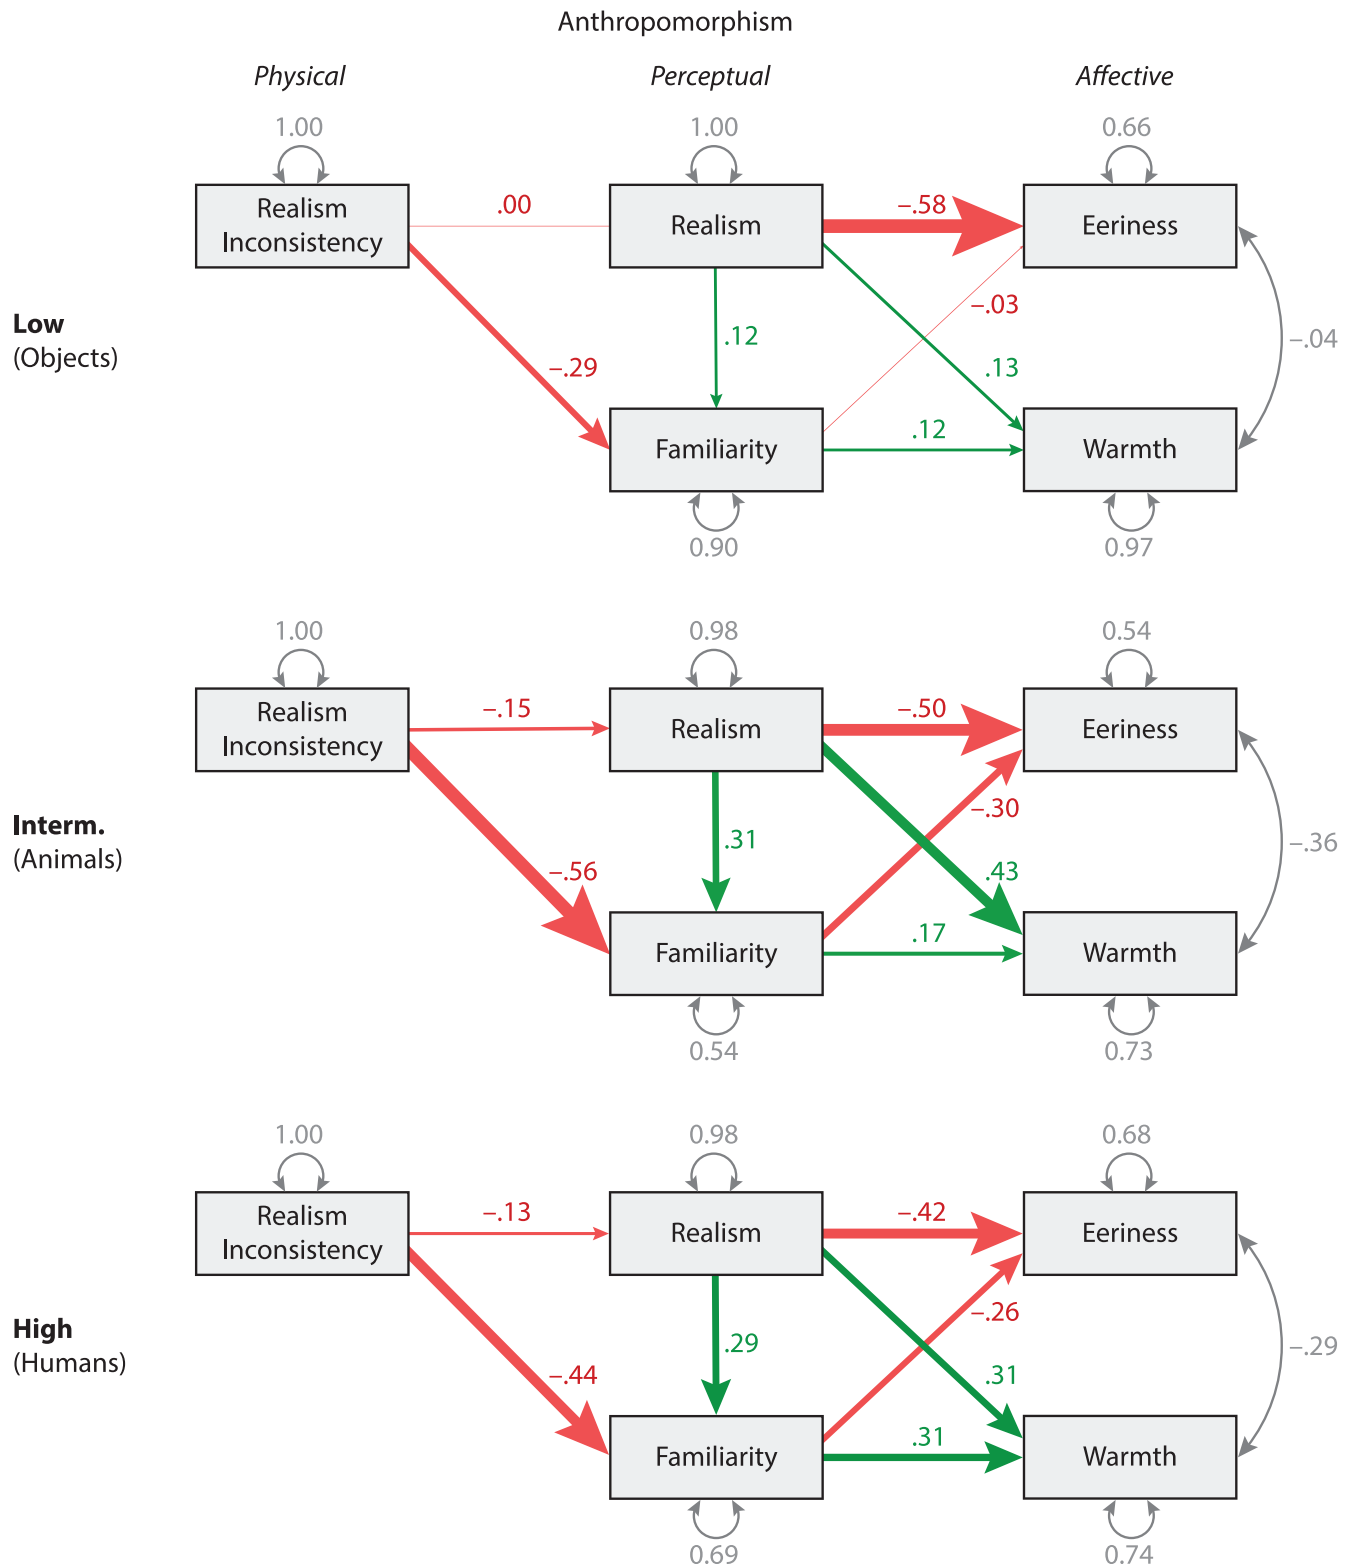 Anthropomorphism
Physical
Perceptual
Affective
1.00
1.00
0.66
Realism
Inconsistency
.00
Realism
–.58
Eeriness
–.03
Low
(Objects)
.12
–.04
–.29
.13
Familiarity
.12
Warmth
0.90
0.97
1.00
0.98
0.54
Realism
Inconsistency
–.15
Realism
–.50
Eeriness
–.30
Interm.
(Animals)
.31
–.36
–.56
.43
Familiarity
.17
Warmth
0.54
0.73
1.00
0.98
0.68
Realism
Inconsistency
–.13
Realism
–.42
Eeriness
–.26
High
(Humans)
.29
–.29
–.44
.31
Familiarity
.31
Warmth
0.69
0.74